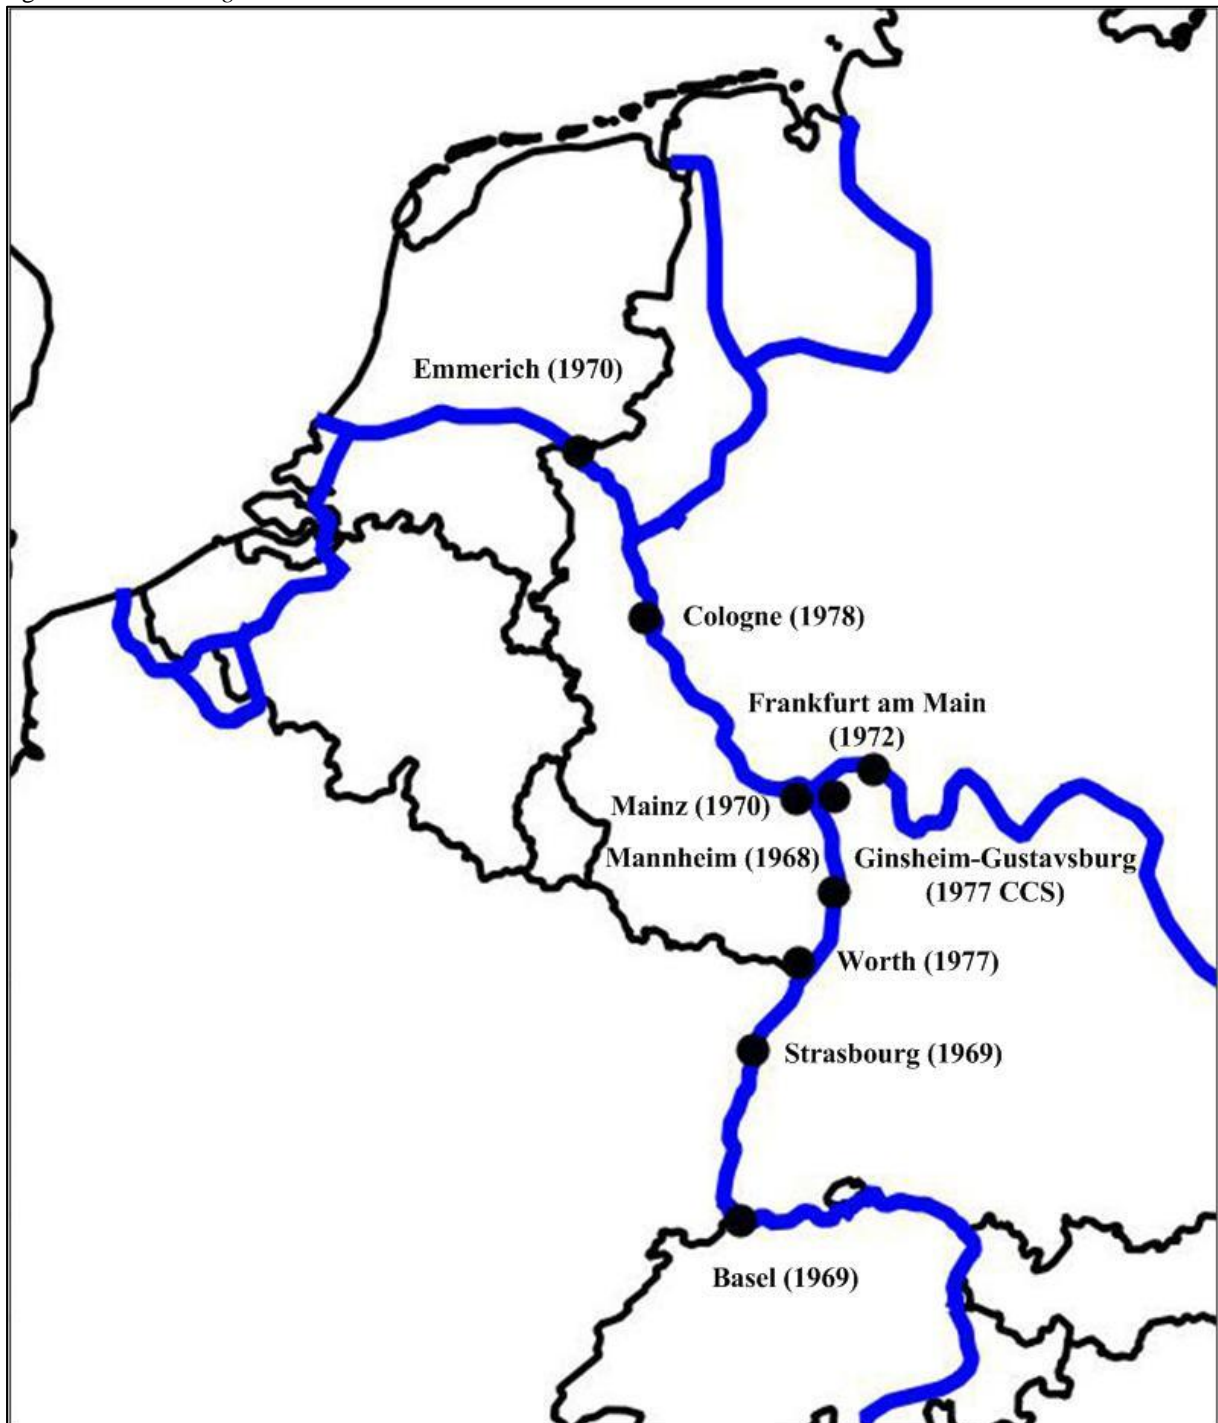 Emmerich (1970)
Cologne (1978)
Frankfurt am Main
(1972)
Mainz (1970)
Mannheim (1968)
Ginsheim-Gustavsburg
(1977 CCS)
Worth (1977)
Strasbourg (1969)
Basel (1969)